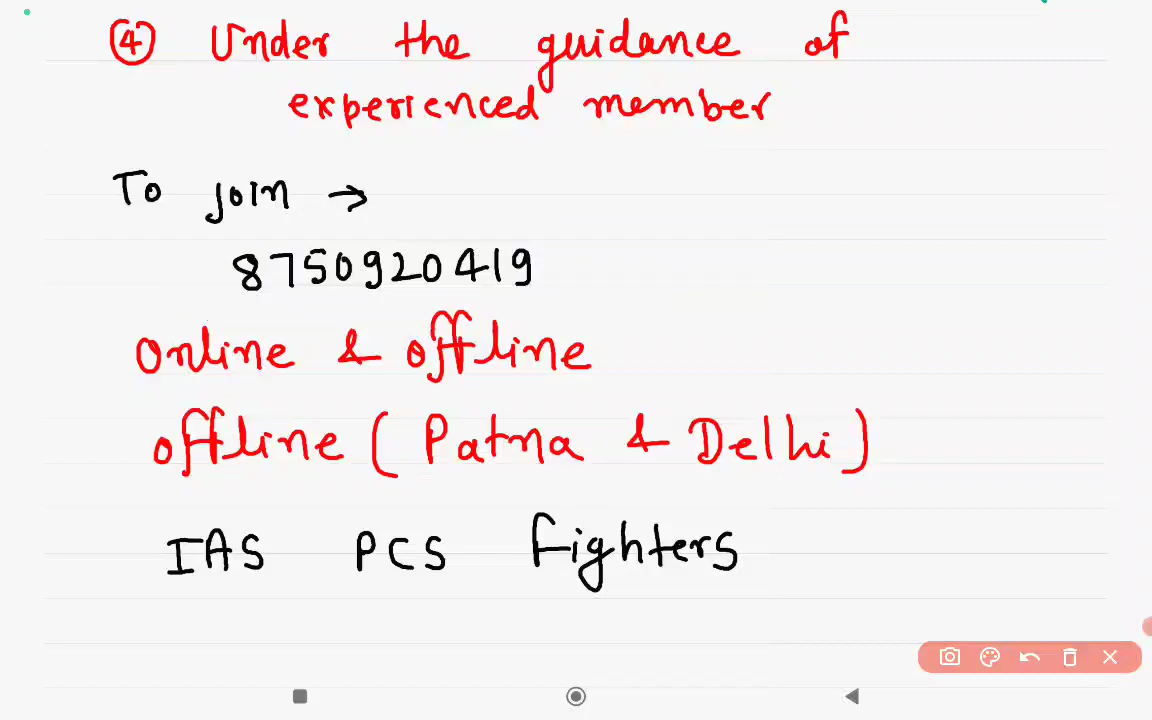 ④ Under the guidance of
experienced member
To join →
8750920419
Online & offline
offline ( Patna & Delhi )
IAS PCS fighters